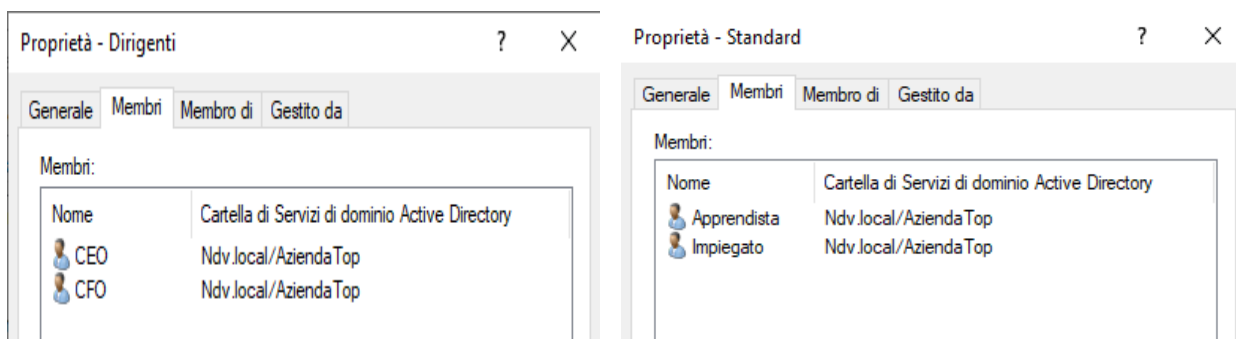 Proprietà - Dirigenti ? X
Generale Membri Membro di Gestito da
Membri:
Nome Cartella di Servizi di dominio Active Directory
CEO Ndv.local/AziendaTop
CFO Ndv.local/AziendaTop
Proprietà - Standard ? X
Generale Membri Membro di Gestito da
Membri:
Nome Cartella di Servizi di dominio Active Directory
Apprendista Ndv.local/AziendaTop
Impiegato Ndv.local/AziendaTop